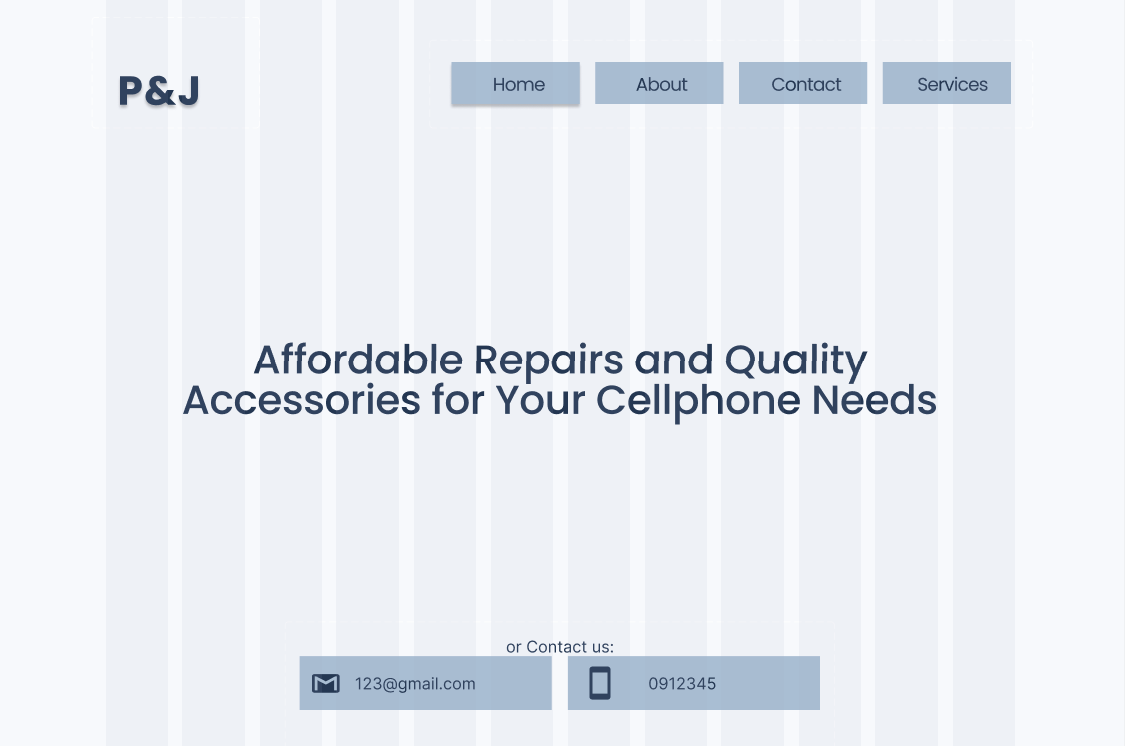 P&J
Home
About
Contact
Services
Affordable Repairs and Quality
Accessories for Your Cellphone Needs
or Contact us:
123@gmail.com
0912345